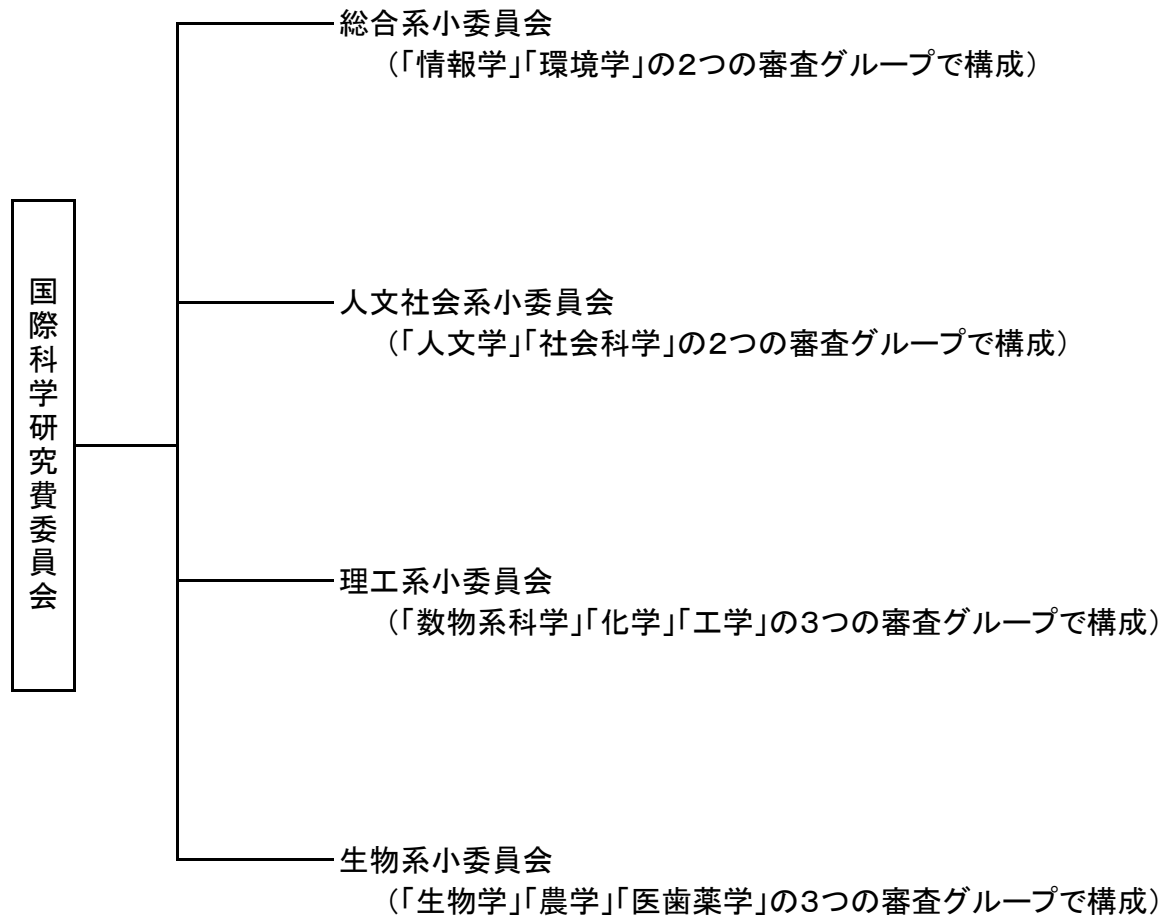 総合系小委員会
（「情報学」「環境学」の２つの審査グループで構成）
国際科学研究費委員会
人文社会系小委員会
（「人文学」「社会科学」の２つの審査グループで構成）
理工系小委員会
（「数物系科学」「化学」「工学」の３つの審査グループで構成）
生物系小委員会
（「生物学」「農学」「医歯薬学」の３つの審査グループで構成）